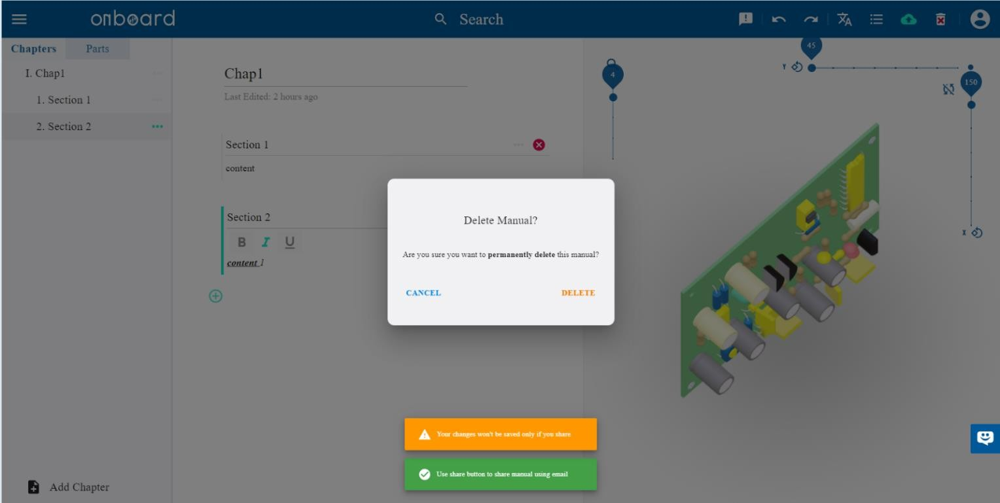 onboard
Search
Chapters
Parts
I. Chap1
1. Section 1
2. Section 2
Add Chapter
Chap1
Last Edited: 2 hours ago
Section 1
content
Section 2
B I U
content 1
4
45
Y
150
X
Delete Manual?
Are you sure you want to permanently delete this manual?
CANCEL
DELETE
Your changes won't be saved only if you share
Use share button to share manual using email